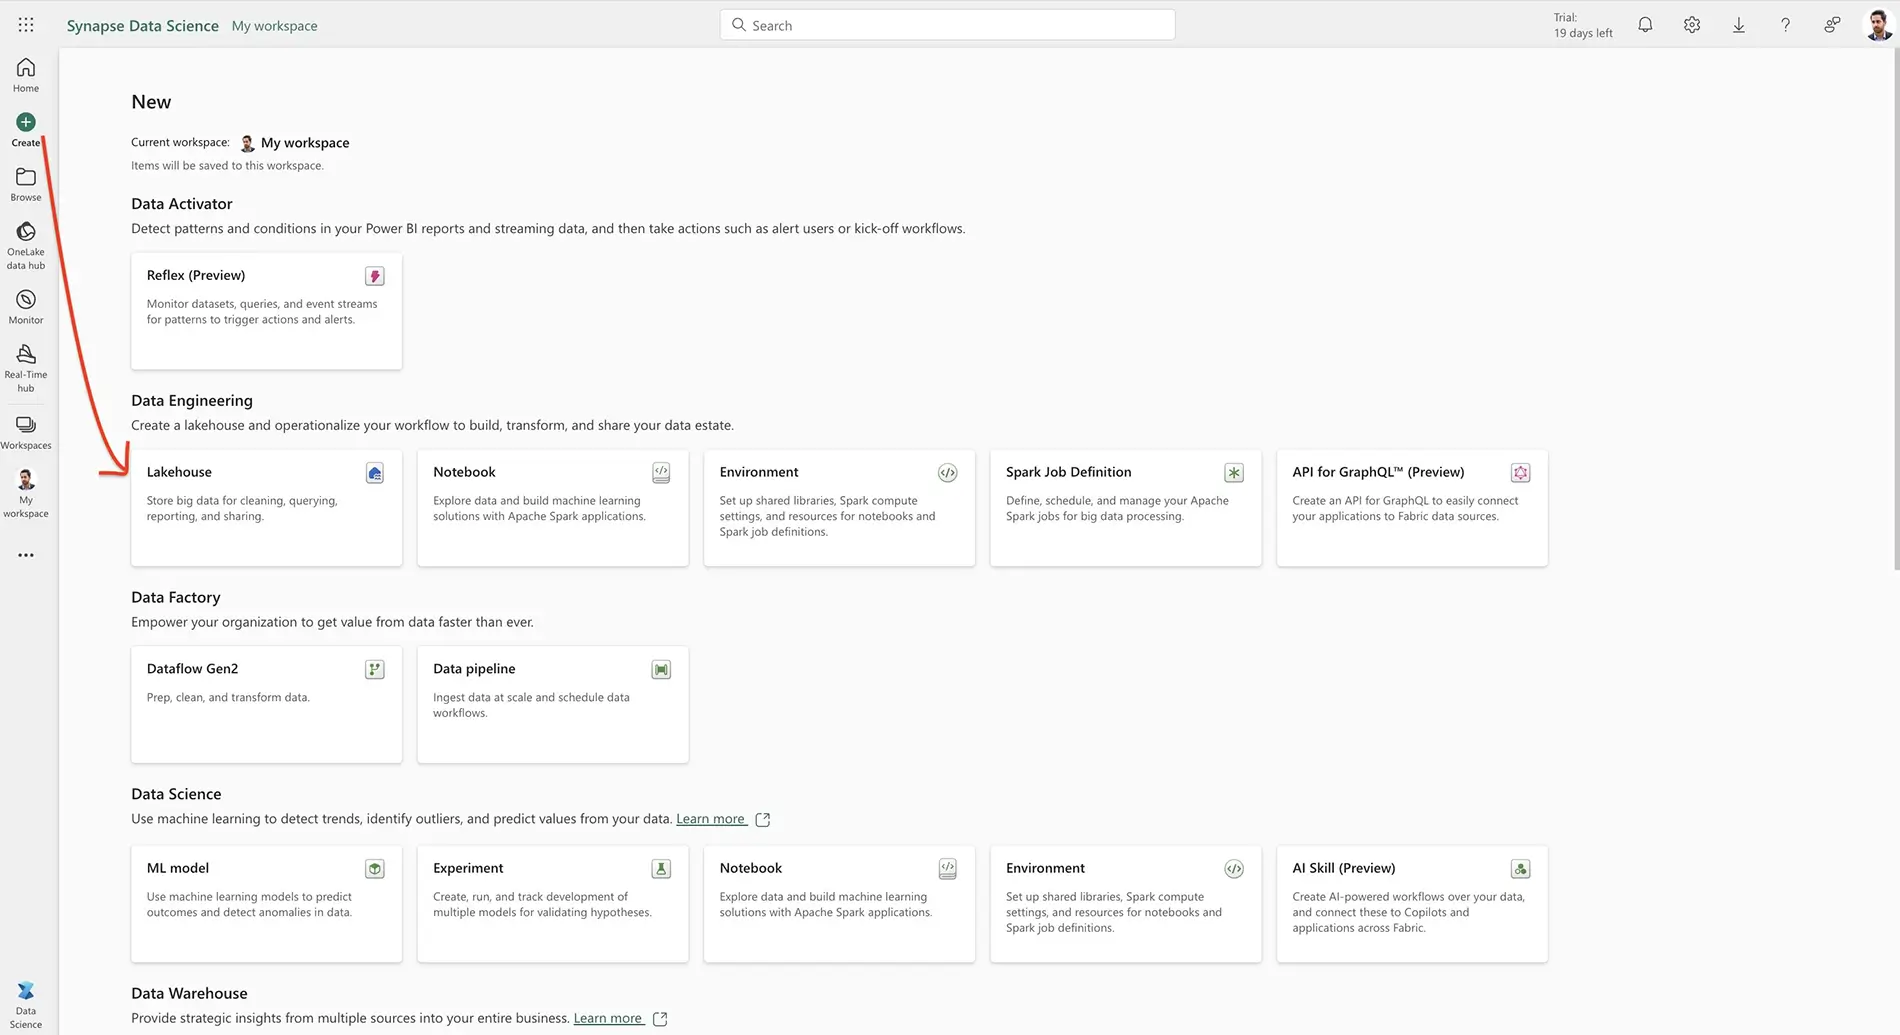 Synapse Data Science My workspace
Search
Trial:
19 days left
Home
Create
Browse
OneLake
data hub
Monitor
Real-Time
hub
Workspaces
My
workspace
Data
Science
New
Current workspace: My workspace
Items will be saved to this workspace.
Data Activator
Detect patterns and conditions in your Power BI reports and streaming data, and then take actions such as alert users or kick-off workflows.
Reflex (Preview)
Monitor datasets, queries, and event streams
for patterns to trigger actions and alerts.
Data Engineering
Create a lakehouse and operationalize your workflow to build, transform, and share your data estate.
Lakehouse
Store big data for cleaning, querying,
reporting, and sharing.
Notebook
Explore data and build machine learning
solutions with Apache Spark applications.
Environment
Set up shared libraries, Spark compute
settings, and resources for notebooks and
Spark job definitions.
Spark Job Definition
Define, schedule, and manage your Apache
Spark jobs for big data processing.
API for GraphQL™ (Preview)
Create an API for GraphQL to easily connect
your applications to Fabric data sources.
Data Factory
Empower your organization to get value from data faster than ever.
Dataflow Gen2
Prep, clean, and transform data.
Data pipeline
Ingest data at scale and schedule data
workflows.
Data Science
Use machine learning to detect trends, identify outliers, and predict values from your data. Learn more
ML model
Use machine learning models to predict
outcomes and detect anomalies in data.
Experiment
Create, run, and track development of
multiple models for validating hypotheses.
Notebook
Explore data and build machine learning
solutions with Apache Spark applications.
Environment
Set up shared libraries, Spark compute
settings, and resources for notebooks and
Spark job definitions.
AI Skill (Preview)
Create AI-powered workflows over your data,
and connect these to Copilots and
applications across Fabric.
Data Warehouse
Provide strategic insights from multiple sources into your entire business. Learn more